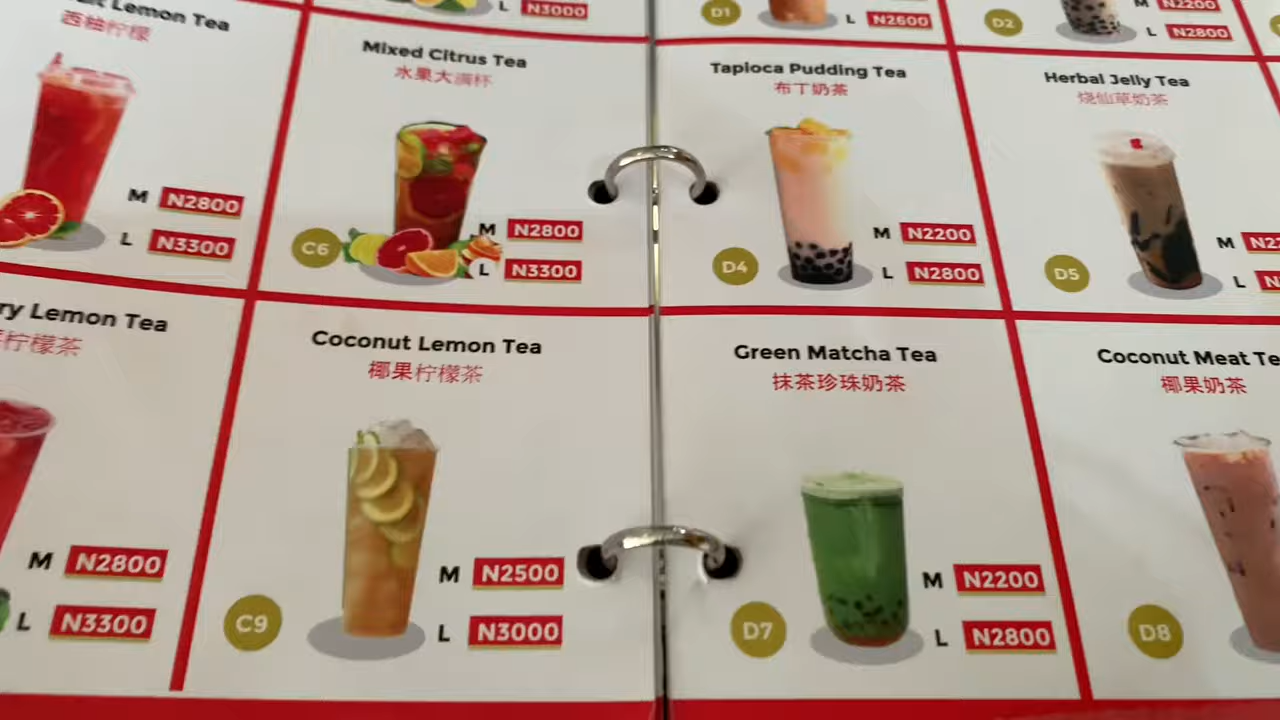 Lemon Tea
西柚柠檬
M N2800
L N3300
L N3000
Mixed Citrus Tea
水果大满杯
C6
M N2800
L N3300
D1
L N2600
D2
M N2200
L N2800
Tapioca Pudding Tea
布丁奶茶
D4
M N2200
L N2800
Herbal Jelly Tea
烧仙草奶茶
D5
M
L
Lemon Tea
柠檬茶
M N2800
L N3300
Coconut Lemon Tea
椰果柠檬茶
C9
M N2500
L N3000
Green Matcha Tea
抹茶珍珠奶茶
D7
M N2200
L N2800
Coconut Meat Te
椰果奶茶
D8